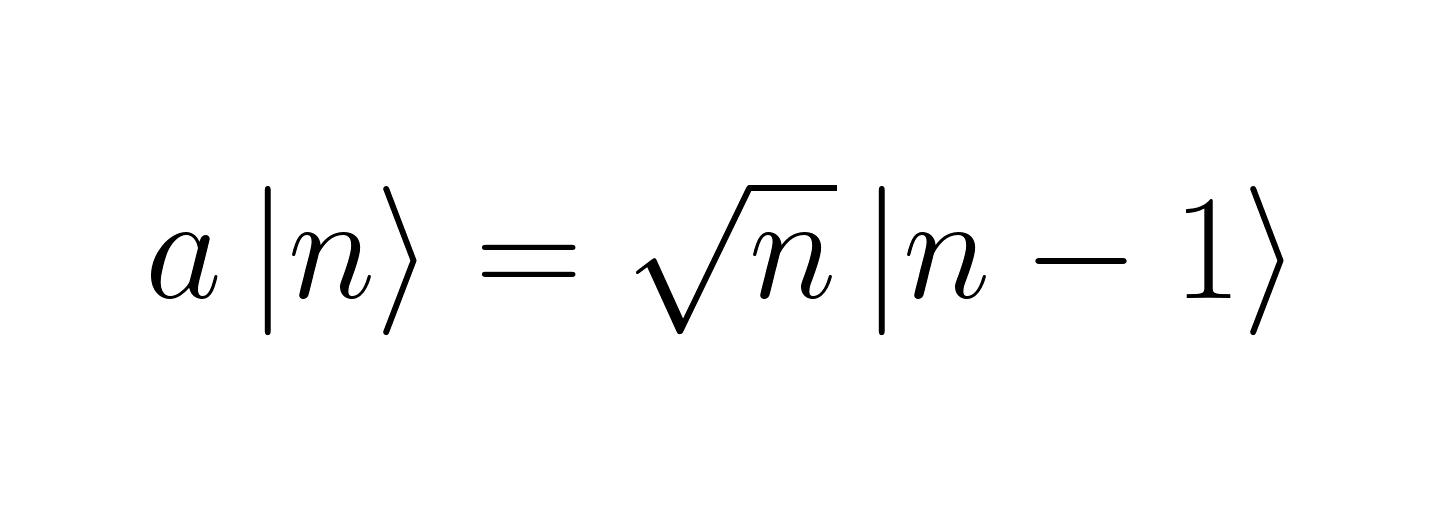 a |n⟩ = √n |n − 1⟩